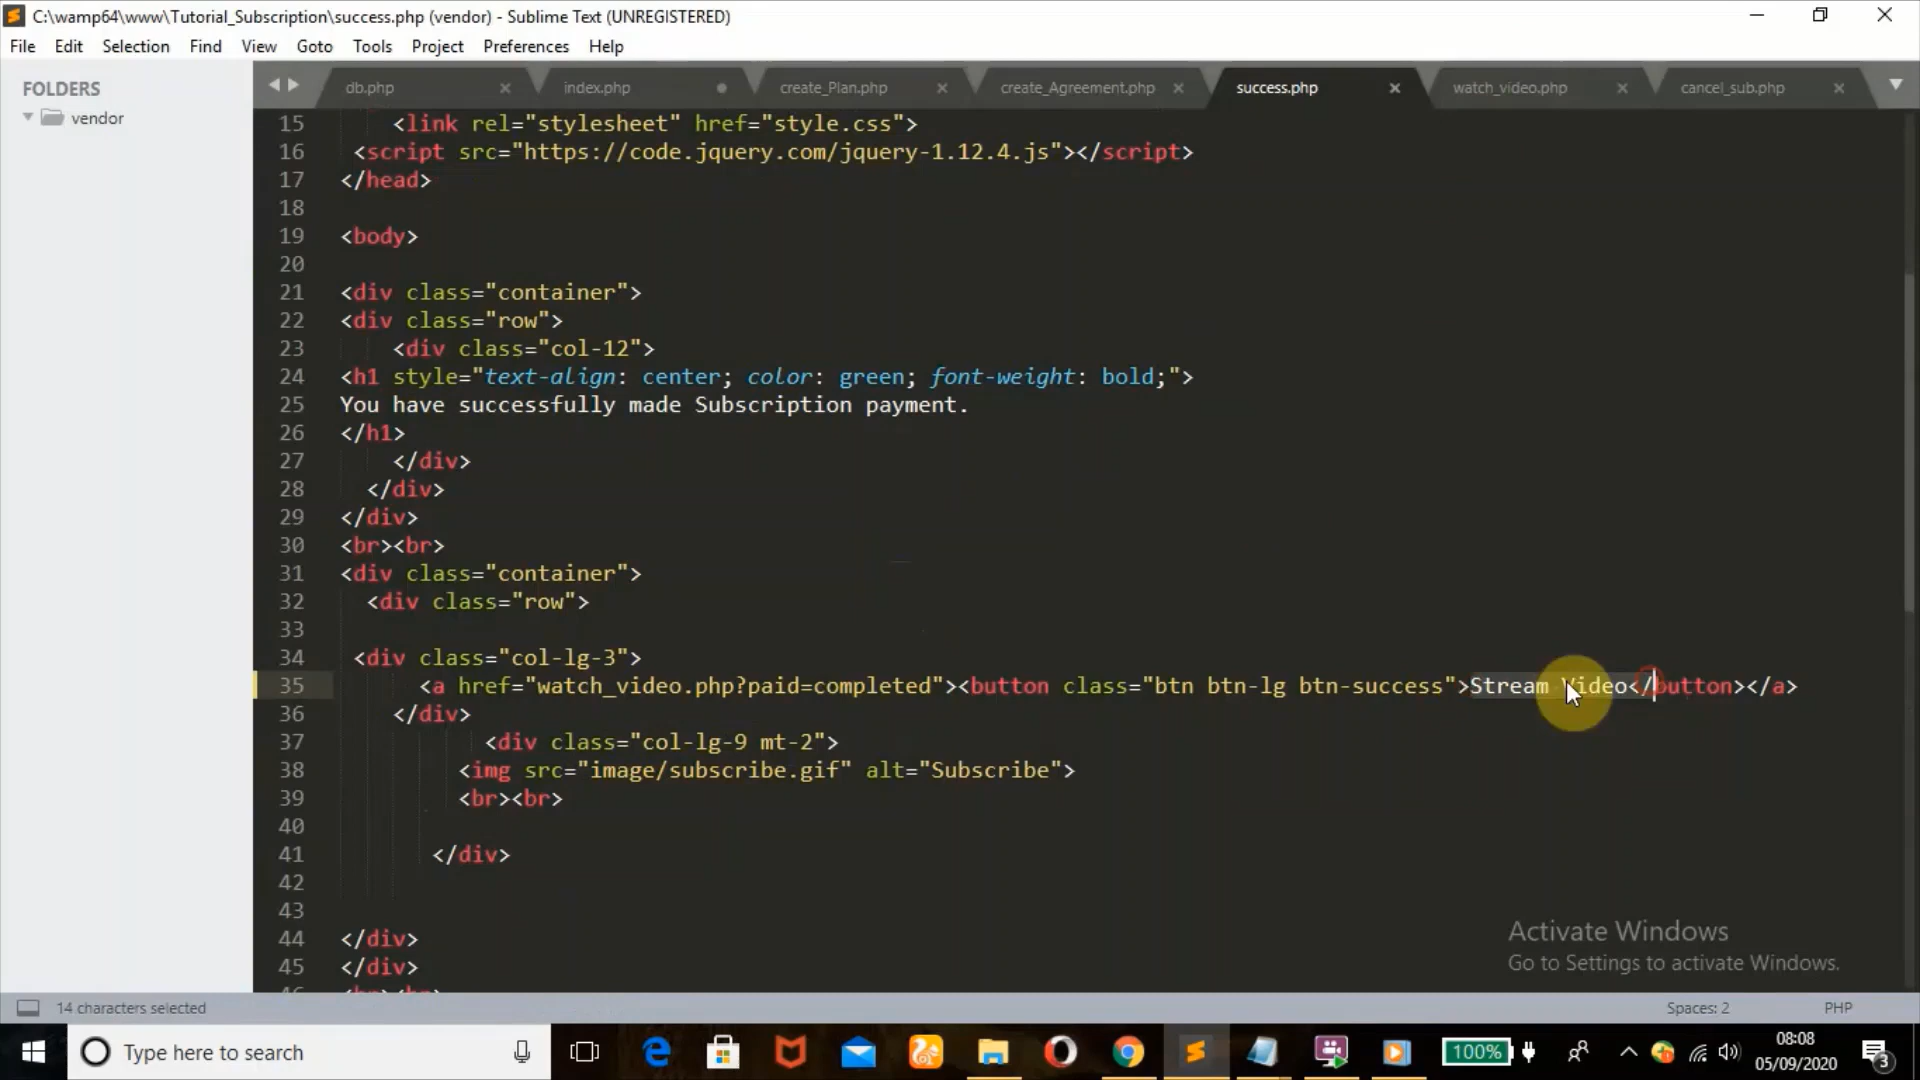 C:\wamp64\www\Tutorial_Subscription\success.php (vendor) - Sublime Text (UNREGISTERED)
File Edit Selection Find View Goto Tools Project Preferences Help
FOLDERS
vendor
db.php index.php create_Plan.php create_Agreement.php success.php watch_video.php cancel_sub.php
15 <link rel="stylesheet" href="style.css">
16 <script src="https://code.jquery.com/jquery-1.12.4.js"></script>
17 </head>
18
19 <body>
20
21 <div class="container">
22 <div class="row">
23 <div class="col-12">
24 <h1 style="text-align: center; color: green; font-weight: bold;">
25 You have successfully made Subscription payment.
26 </h1>
27 </div>
28 </div>
29 </div>
30 <br><br>
31 <div class="container">
32 <div class="row">
33
34 <div class="col-lg-3">
35 <a href="watch_video.php?paid=completed"><button class="btn btn-lg btn-success">Stream Video</button></a>
36 </div>
37 <div class="col-lg-9 mt-2">
38 <img src="image/subscribe.gif" alt="Subscribe">
39 <br><br>
40
41 </div>
42
43
44 </div>
45 </div>
Activate Windows
Go to Settings to activate Windows.
14 characters selected
Spaces: 2
PHP
Type here to search
100%
08:08
05/09/2020
3